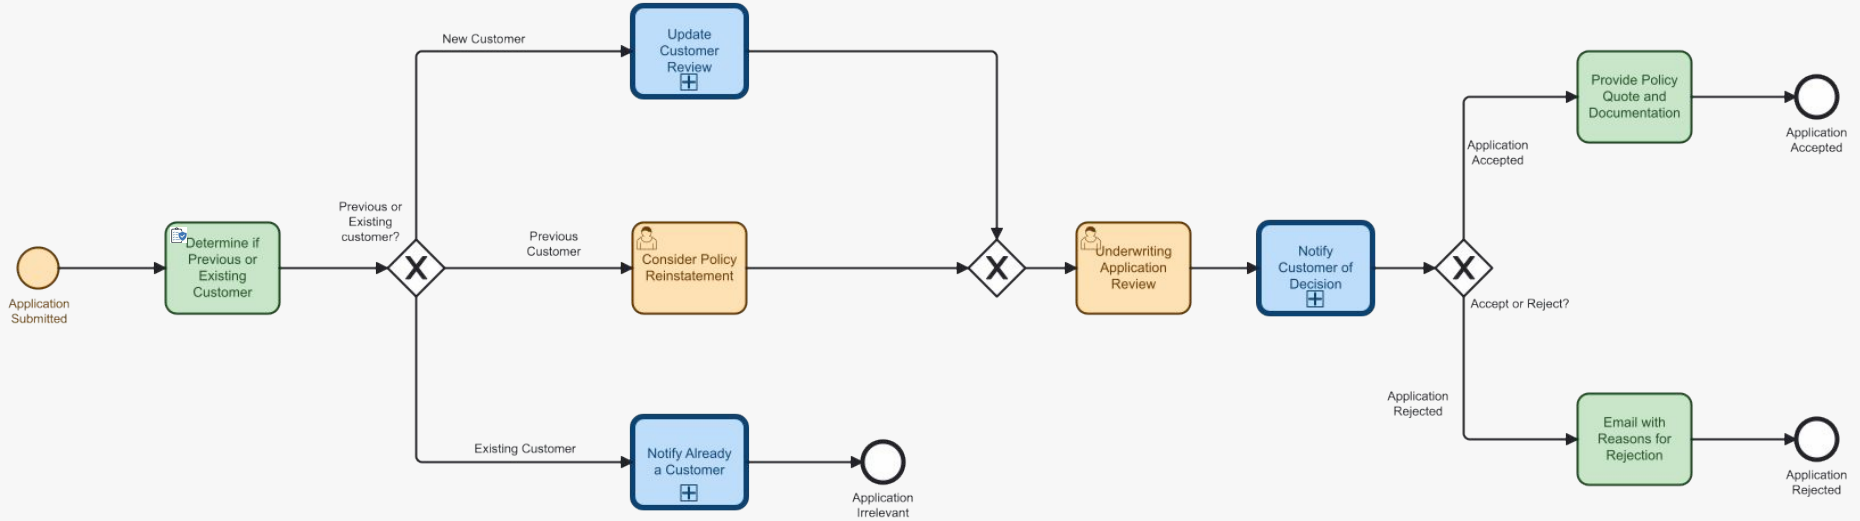 Application
Submitted
Determine if
Previous or
Existing
Customer
Previous or
Existing
customer?
New Customer
Update
Customer
Review
Previous
Customer
Consider Policy
Reinstatement
Existing Customer
Notify Already
a Customer
Application
Irrelevant
Underwriting
Application
Review
Notify
Customer of
Decision
Accept or Reject?
Application
Accepted
Provide Policy
Quote and
Documentation
Application
Accepted
Application
Rejected
Email with
Reasons for
Rejection
Application
Rejected